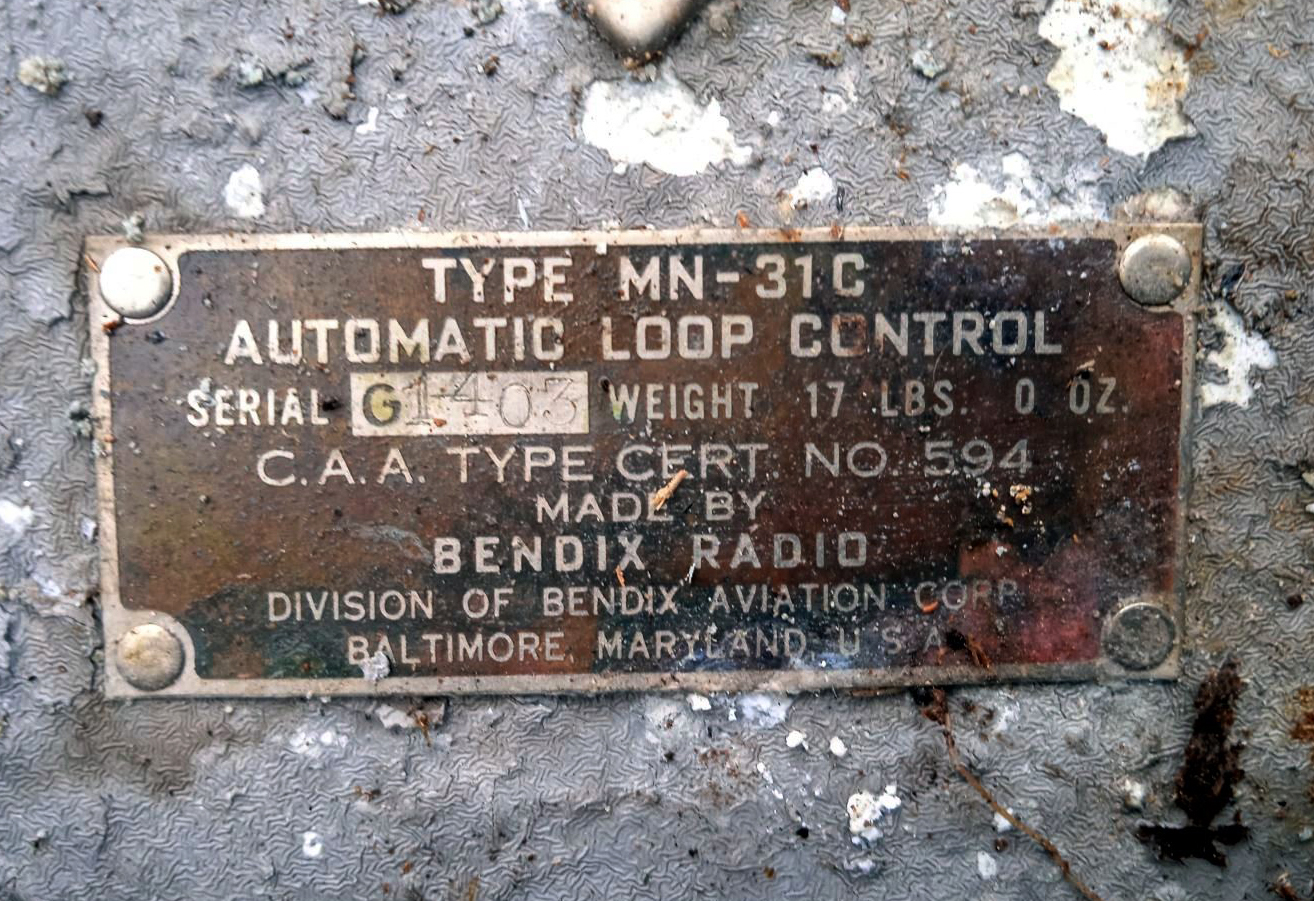 TYPE MN-31C
AUTOMATIC LOOP CONTROL
SERIAL G1403 WEIGHT 17 LBS. 0 OZ.
C.A.A. TYPE CERT. NO. 594
MADE BY
BENDIX RADIO
DIVISION OF BENDIX AVIATION CORP.
BALTIMORE, MARYLAND, U.S.A.